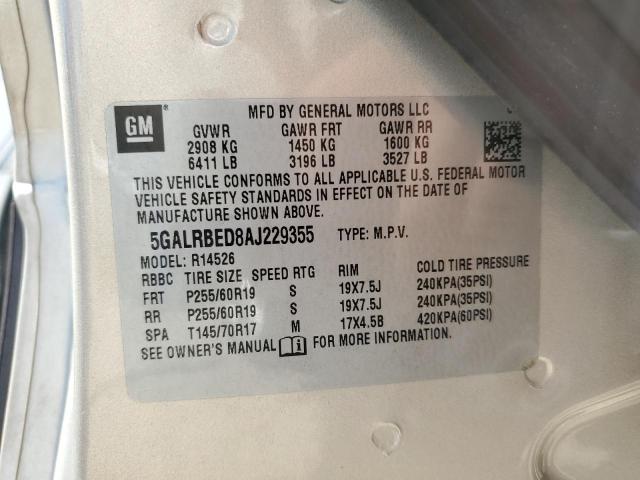 MFD BY GENERAL MOTORS LLC
GM
GVWR GAWR FRT GAWR RR
2908 KG 1450 KG 1600 KG
6411 LB 3196 LB 3527 LB
THIS VEHICLE CONFORMS TO ALL APPLICABLE U.S. FEDERAL MOTOR
VEHICLE SAFETY STANDARDS IN EFFECT ON THE DATE OF
MANUFACTURE SHOWN ABOVE.
5GALRBED8AJ229355 TYPE: M.P.V.
MODEL: R14526
RBBC TIRE SIZE SPEED RTG RIM COLD TIRE PRESSURE
FRT P255/60R19 S 19X7.5J 240KPA(35PSI)
RR P255/60R19 S 19X7.5J 240KPA(35PSI)
SPA T145/70R17 M 17X4.5B 420KPA(60PSI)
SEE OWNER'S MANUAL FOR MORE INFORMATION.